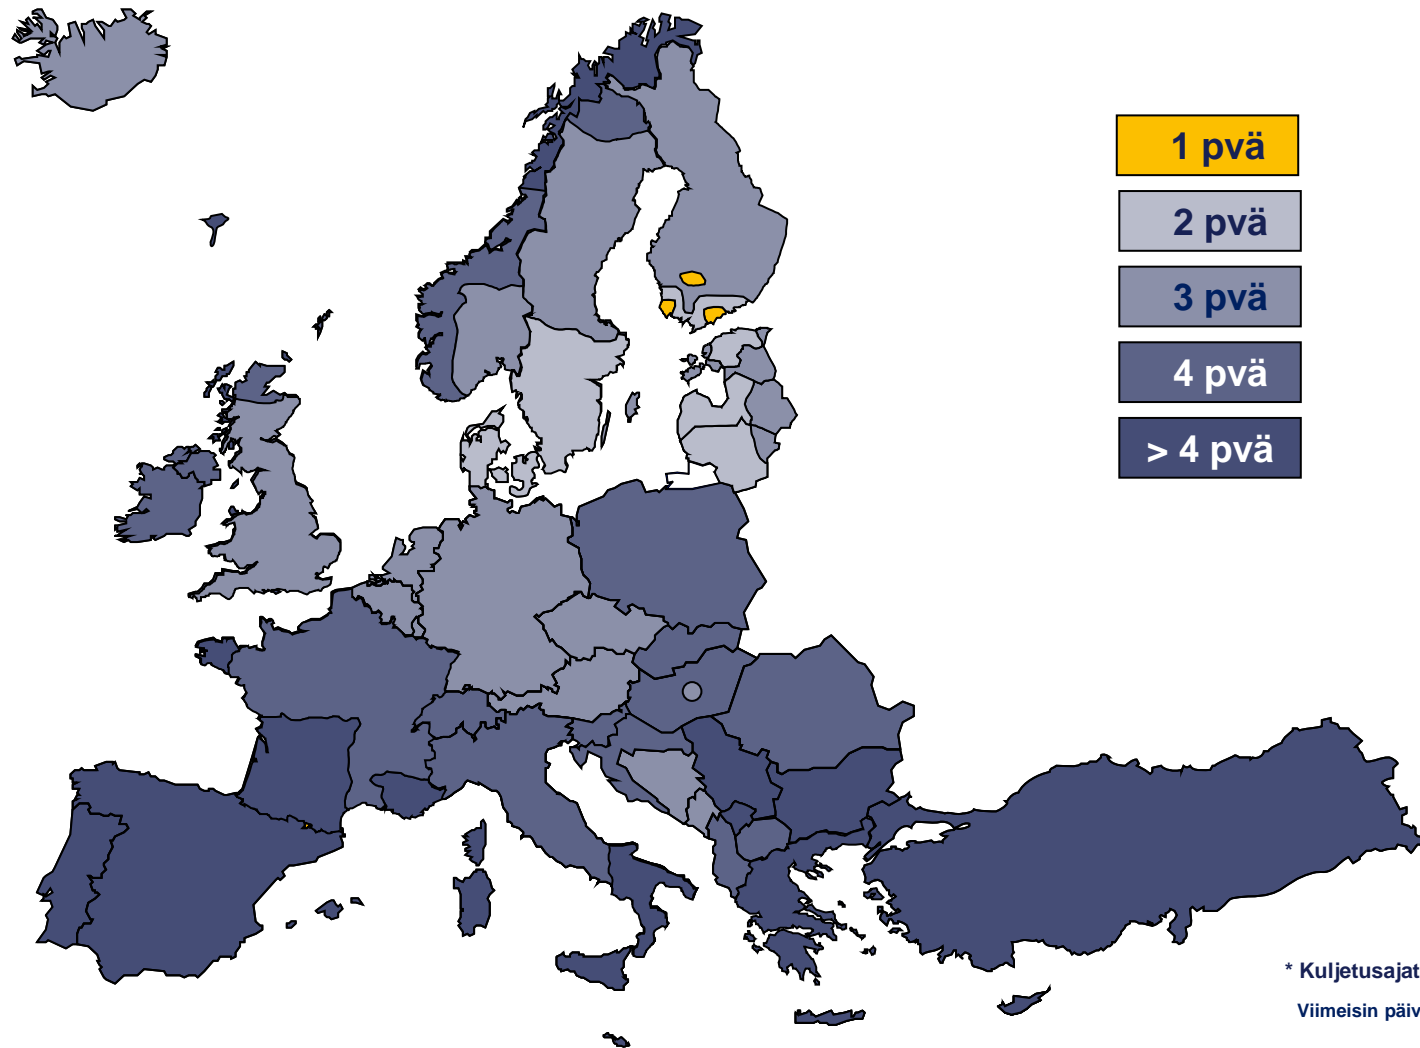 1 pvä
2 pvä
3 pvä
4 pvä
> 4 pvä
* Kuljetusajat
Viimeisin päiv